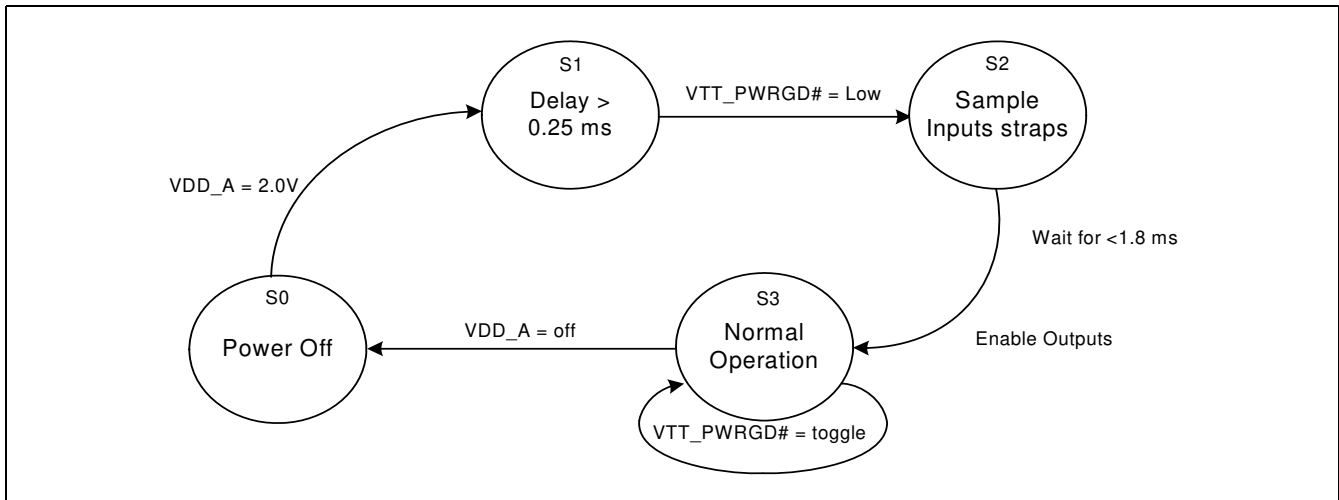 S1
Delay >
0.25 ms
VTT_PWRGD# = Low
S2
Sample
Inputs straps
VDD_A = 2.0V
Wait for <1.8 ms
S0
Power Off
VDD_A = off
S3
Normal
Operation
Enable Outputs
VTT_PWRGD# = toggle